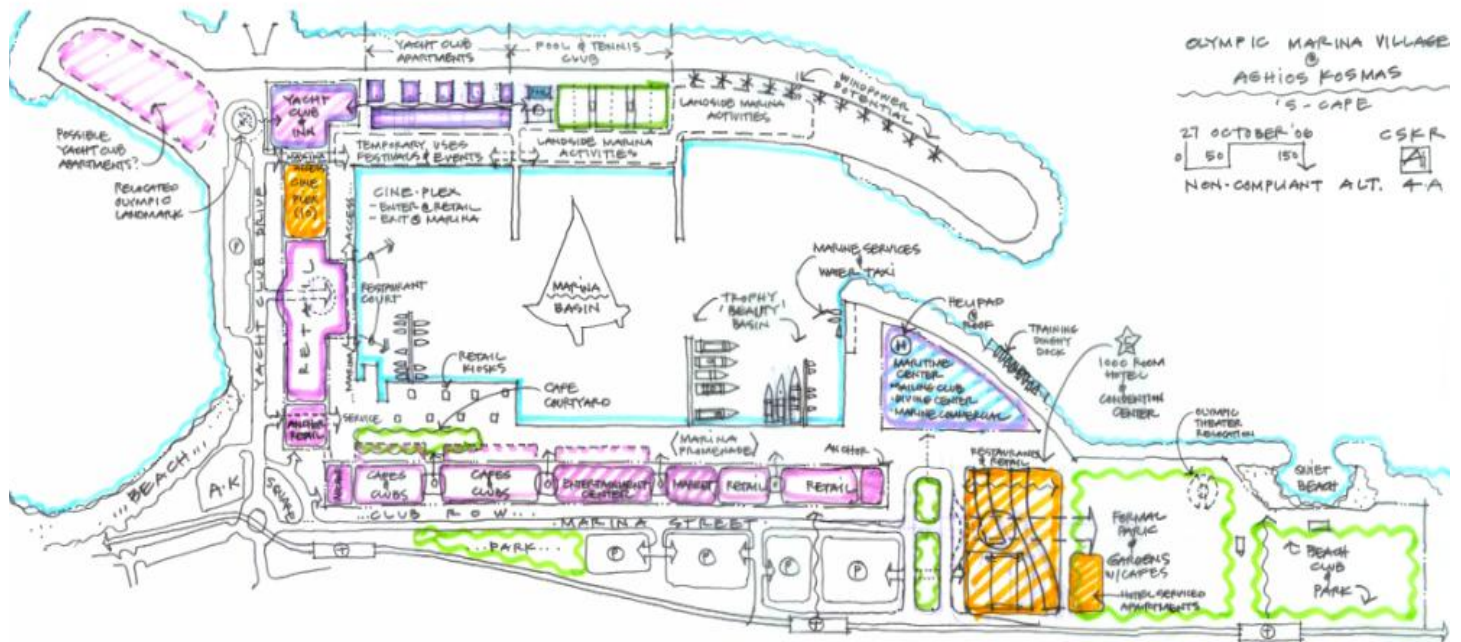 OLYMPIC MARINA VILLAGE
@
AGHIOS KOSMAS
'S-CAPE
27 OCTOBER '06
CSKR
0 50 150
NON-COMPLIANT ALT. 4-A
YACHT CLUB
APARTMENTS
POOL & TENNIS
CLUB
WINDPOWER
POTENTIAL
YACHT
CLUB
&
INN
LANDSIDE MARINA
ACTIVITIES
POSSIBLE
YACHT CLUB
APARTMENTS?
TEMPORARY USES
FESTIVALS & EVENTS
LANDSIDE MARINA
ACTIVITIES
RELOCATED
OLYMPIC
LANDMARK
MARINA
ACCESS
CINE
PLEX
(10)
CINE-PLEX
- ENTER @ RETAIL
- EXIT @ MARINA
YACHT CLUB DRIVE
P
MARINA ACCESS
RETAIL
RESTAURANT
COURT
MARINA
BASIN
MARINE SERVICES
&
WATER TAXI
TROPHY
'BEAUTY'
BASIN
HELIPAD
@
ROOF
TRAINING
DINGHY
DOCK
H
MARITIME
CENTER
SAILING CLUB
DIVING CENTER
MARINE COMMERCIAL
1000 ROOM
HOTEL
&
CONVENTION
CENTER
RETAIL
KIOSKS
CAFE
COURTYARD
OLYMPIC
THEATER
RELOCATION
ANCHOR
RETAIL
SERVICE
MARINA
PROMENADE
ANCHOR
RESTAURANT &
RETAIL
QUIET
BEACH
BEACH...
A.K.
SQUARE
CAFES
& CLUBS
CAFES
& CLUBS
ENTERTAINMENT
CENTER
MARKET
RETAIL
RETAIL
CLUB ROW
MARINA STREET
...PARK...
P
P
P
P
FORMAL
PARK
&
GARDENS
W/CAFES
HOTEL SERVICED
APARTMENTS
BEACH
CLUB
&
PARK
T
T
T